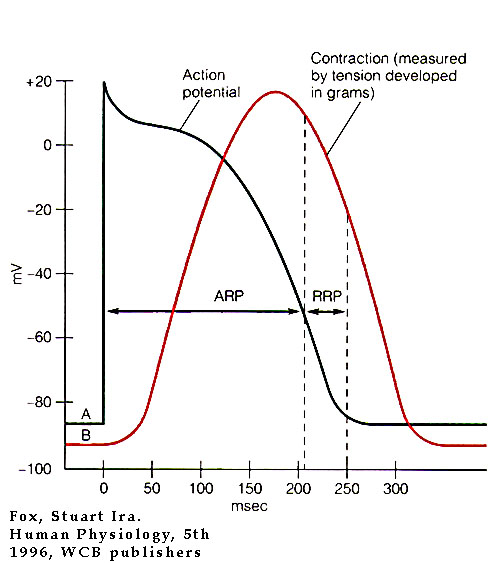 Contraction (measured
by tension developed
in grams)
Action
potential
+20
0
−20
−40
−60
−80
−100
mV
ARP
RRP
A
B
0 50 100 150 200 250 300
msec
Fox, Stuart Ira.
Human Physiology, 5th
1996, WCB publishers